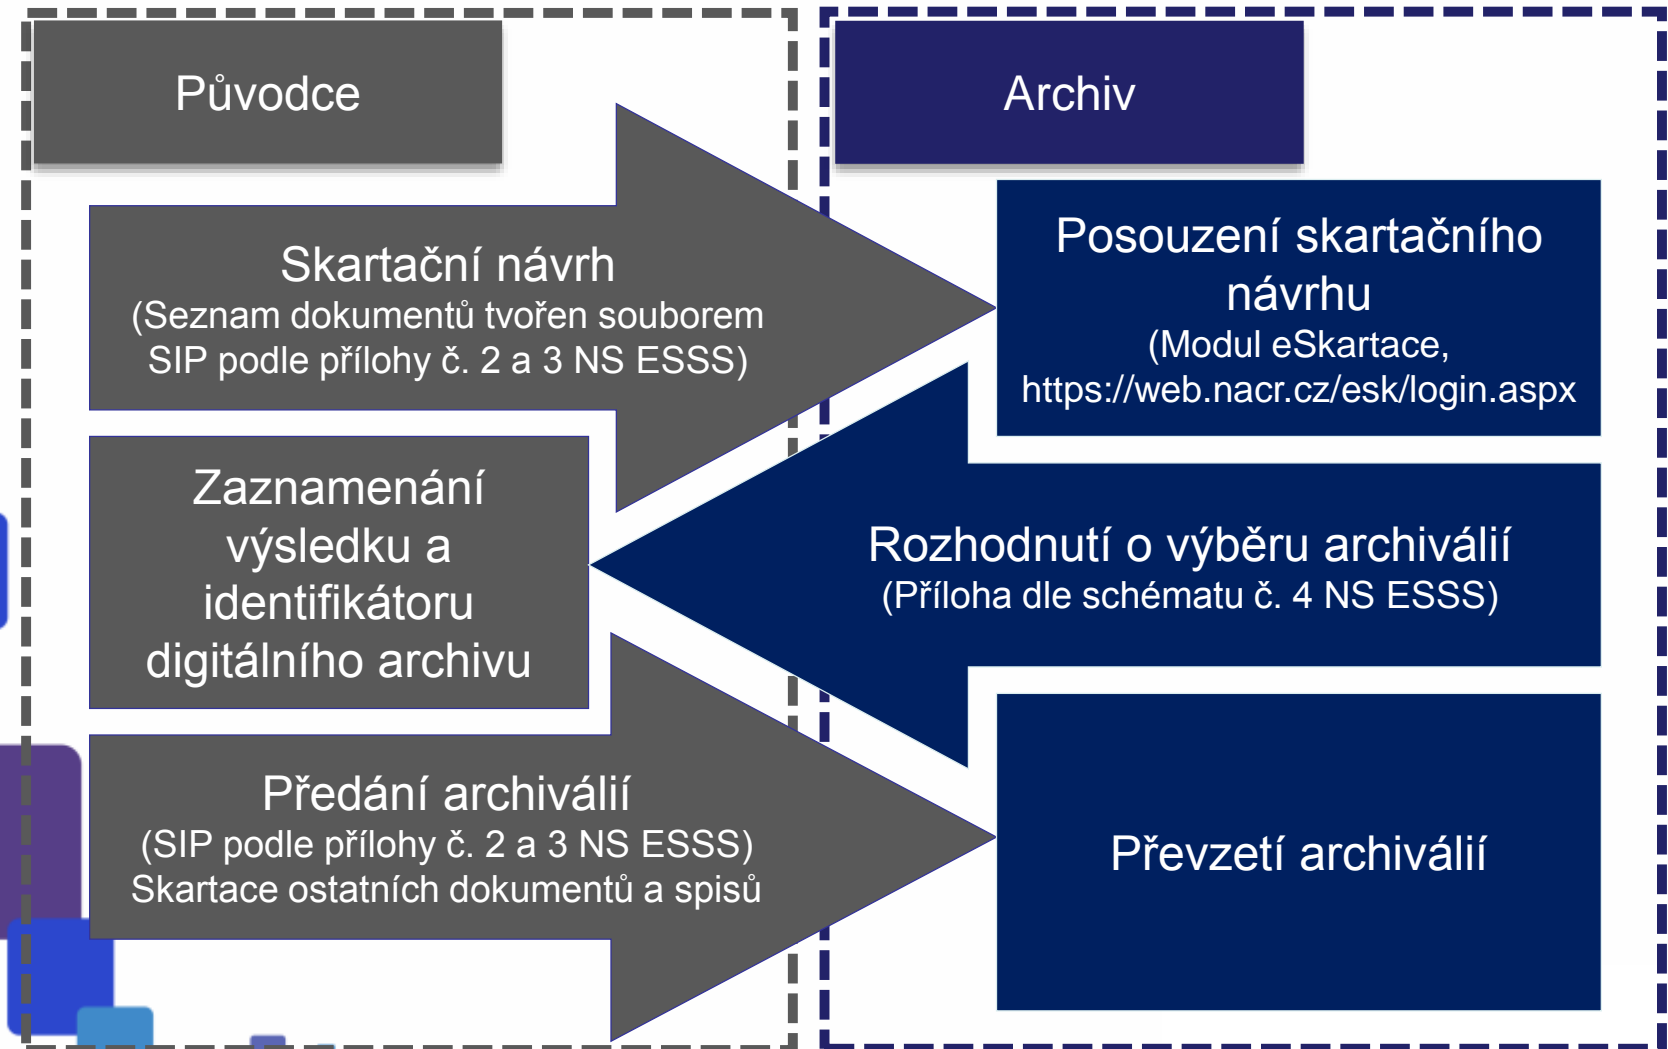 Původce
Archiv
Skartační návrh
(Seznam dokumentů tvořen souborem
SIP podle přílohy č. 2 a 3 NS ESSS)
Posouzení skartačního
návrhu
(Modul eSkartace,
https://web.nacr.cz/esk/login.aspx
Rozhodnutí o výběru archiválií
(Příloha dle schématu č. 4 NS ESSS)
Zaznamenání
výsledku a
identifikátoru
digitálního archivu
Předání archiválií
(SIP podle přílohy č. 2 a 3 NS ESSS)
Skartace ostatních dokumentů a spisů
Převzetí archiválií